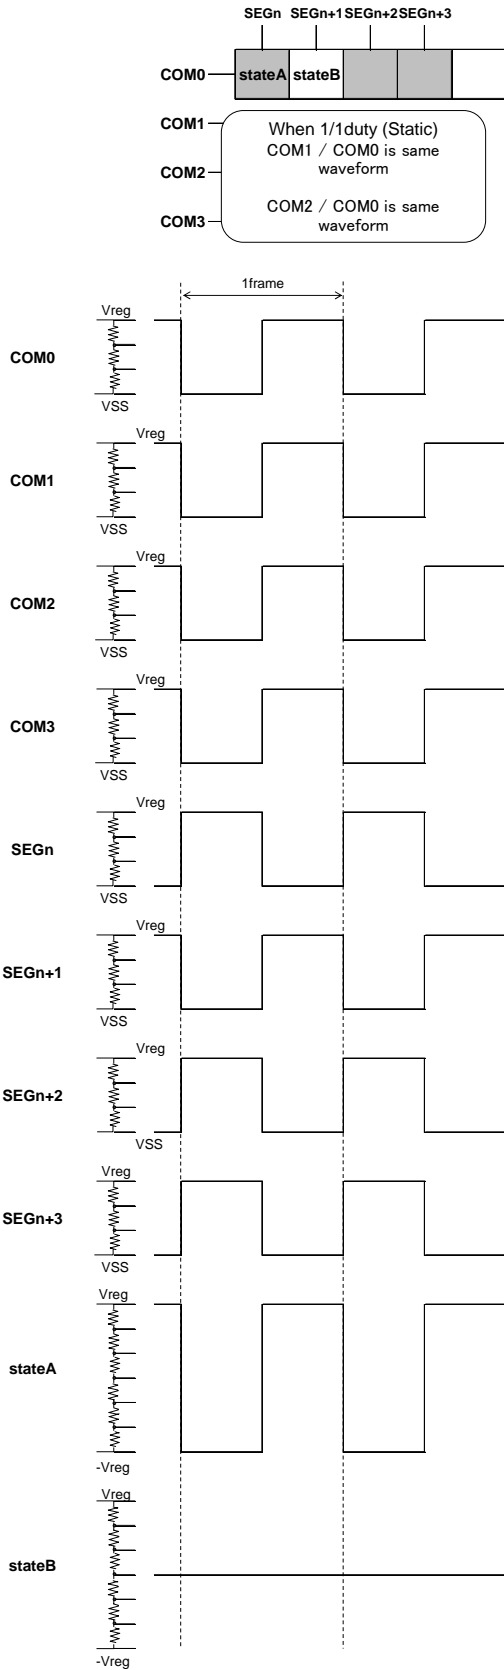 SEGn SEGn+1 SEGn+2 SEGn+3
COM0 stateA stateB
COM1
COM2
COM3
When 1/1duty (Static)
COM1 / COM0 is same
waveform
COM2 / COM0 is same
waveform
1frame
Vreg
COM0
VSS
Vreg
COM1
VSS
Vreg
COM2
VSS
Vreg
COM3
VSS
Vreg
SEGn
VSS
Vreg
SEGn+1
VSS
Vreg
SEGn+2
VSS
Vreg
SEGn+3
VSS
Vreg
stateA
-Vreg
Vreg
stateB
-Vreg